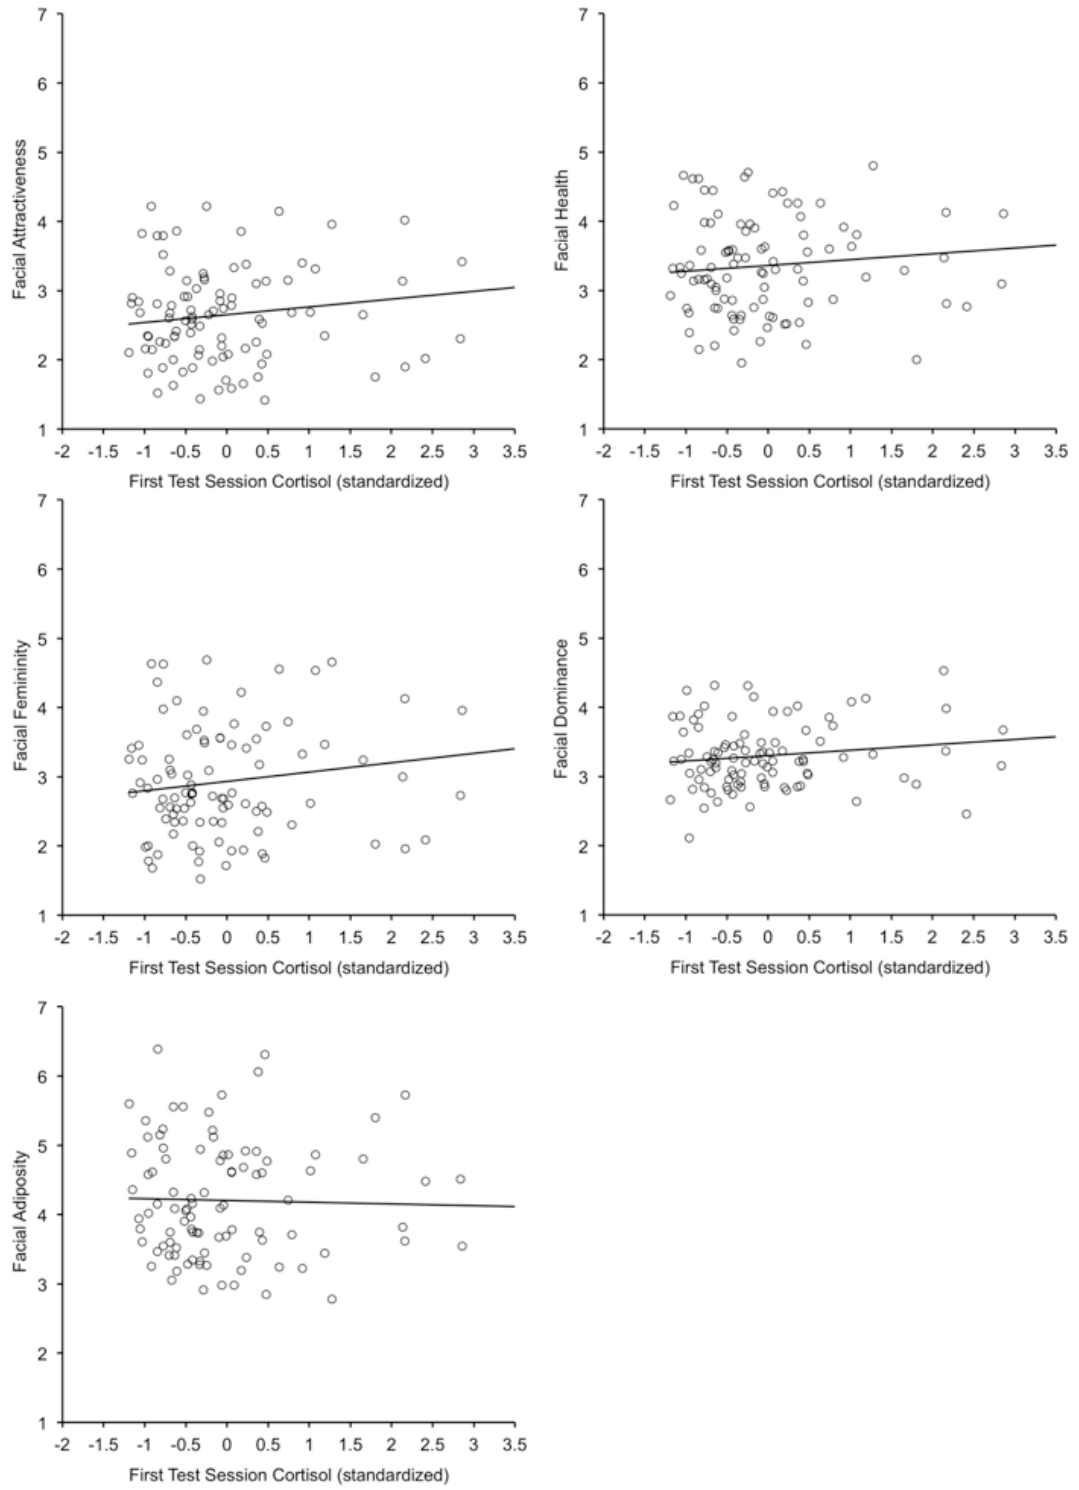 7
6
5
4
3
2
1
Facial Attractiveness
-2 -1.5 -1 -0.5 0 0.5 1 1.5 2 2.5 3 3.5
First Test Session Cortisol (standardized)
7
6
5
4
3
2
1
Facial Health
-2 -1.5 -1 -0.5 0 0.5 1 1.5 2 2.5 3 3.5
First Test Session Cortisol (standardized)
7
6
5
4
3
2
1
Facial Femininity
-2 -1.5 -1 -0.5 0 0.5 1 1.5 2 2.5 3 3.5
First Test Session Cortisol (standardized)
7
6
5
4
3
2
1
Facial Dominance
-2 -1.5 -1 -0.5 0 0.5 1 1.5 2 2.5 3 3.5
First Test Session Cortisol (standardized)
7
6
5
4
3
2
1
Facial Adiposity
-2 -1.5 -1 -0.5 0 0.5 1 1.5 2 2.5 3 3.5
First Test Session Cortisol (standardized)